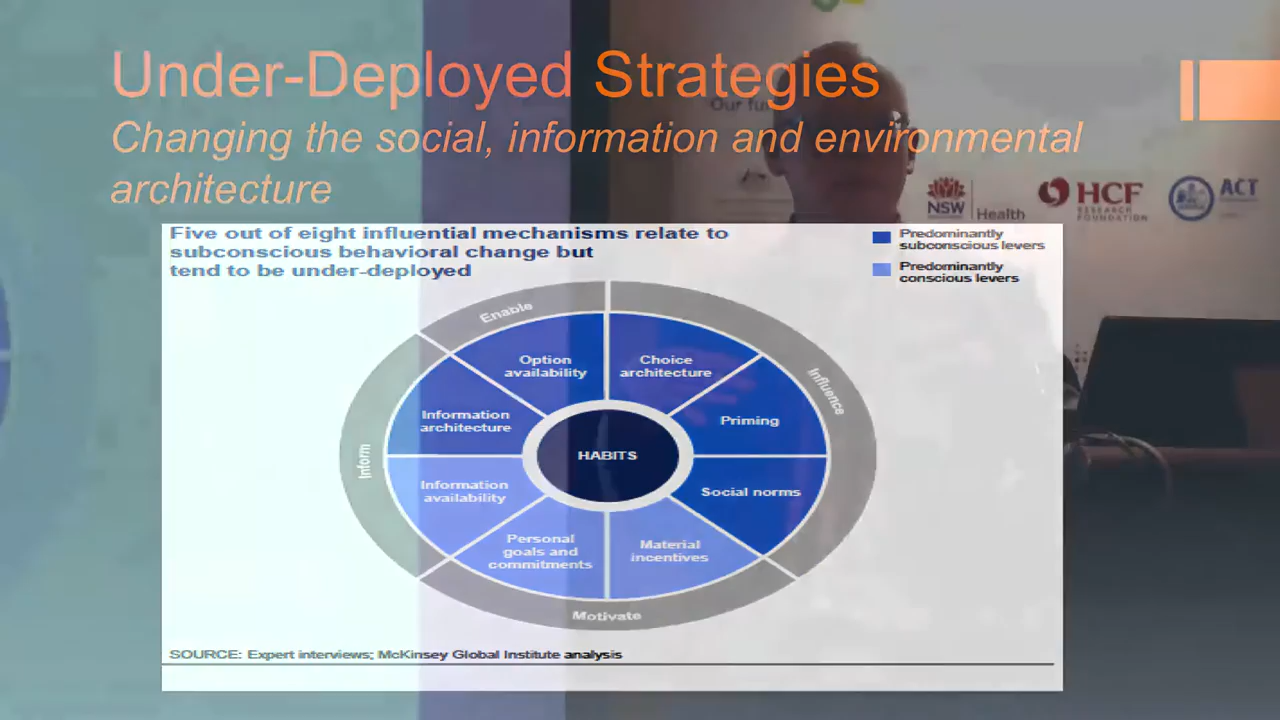 Under-Deployed Strategies
Changing the social, information and environmental
architecture
Our fu
NSW
Health
HCF
RESEARCH
FOUNDATION
ACT
Five out of eight influential mechanisms relate to
subconscious behavioral change but
tend to be under-deployed
Predominantly
subconscious levers
Predominantly
conscious levers
Enable
Influence
Inform
Motivate
Option
availability
Choice
architecture
Information
architecture
Priming
HABITS
Information
availability
Social norms
Personal
goals and
commitments
Material
incentives
SOURCE: Expert interviews; McKinsey Global Institute analysis